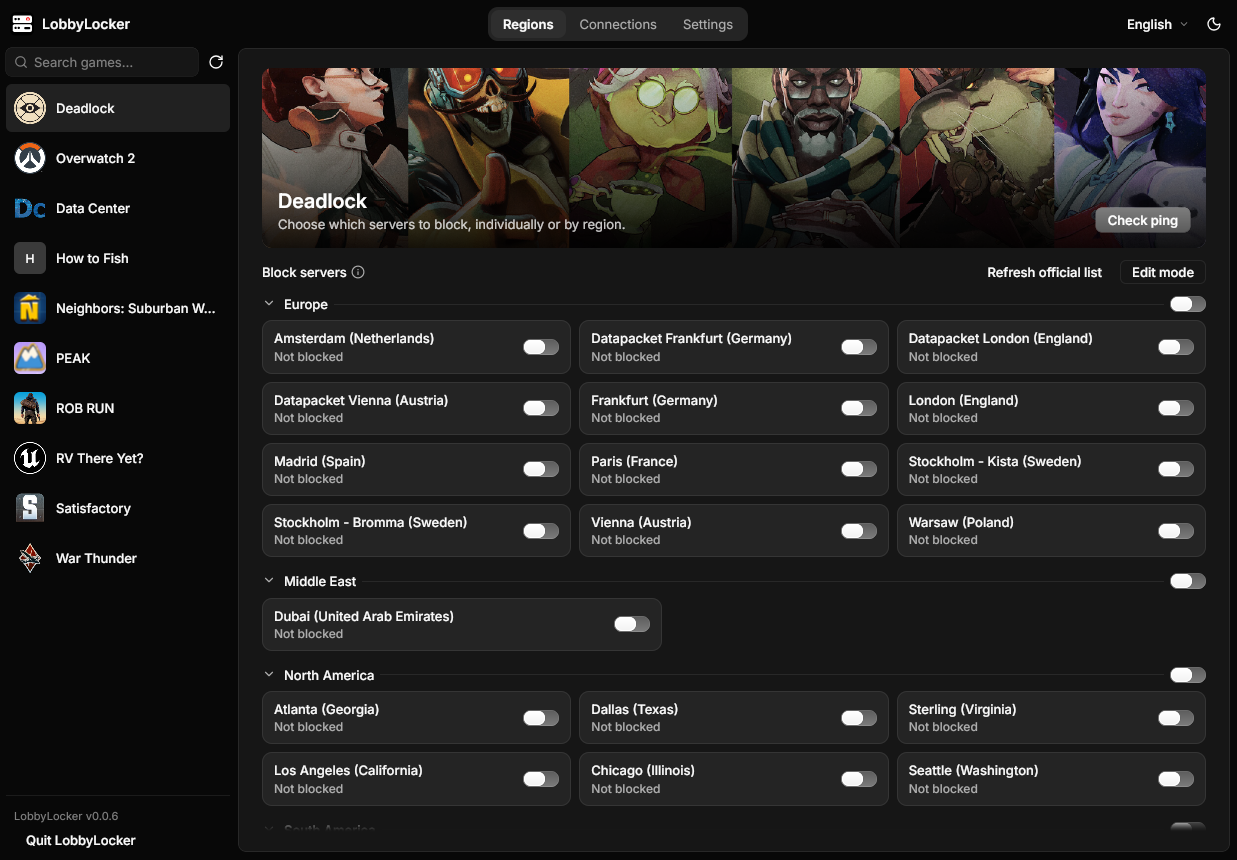 LobbyLocker
Regions
Connections
Settings
English
Search games...
Deadlock
Overwatch 2
Dc
Data Center
H
How to Fish
N
Neighbors: Suburban W...
PEAK
ROB RUN
RV There Yet?
S
Satisfactory
War Thunder
LobbyLocker v0.0.6
Quit LobbyLocker
Deadlock
Choose which servers to block, individually or by region.
Check ping
Block servers
Refresh official list
Edit mode
Europe
Amsterdam (Netherlands)
Not blocked
Datapacket Frankfurt (Germany)
Not blocked
Datapacket London (England)
Not blocked
Datapacket Vienna (Austria)
Not blocked
Frankfurt (Germany)
Not blocked
London (England)
Not blocked
Madrid (Spain)
Not blocked
Paris (France)
Not blocked
Stockholm - Kista (Sweden)
Not blocked
Stockholm - Bromma (Sweden)
Not blocked
Vienna (Austria)
Not blocked
Warsaw (Poland)
Not blocked
Middle East
Dubai (United Arab Emirates)
Not blocked
North America
Atlanta (Georgia)
Not blocked
Dallas (Texas)
Not blocked
Sterling (Virginia)
Not blocked
Los Angeles (California)
Not blocked
Chicago (Illinois)
Not blocked
Seattle (Washington)
Not blocked
South America